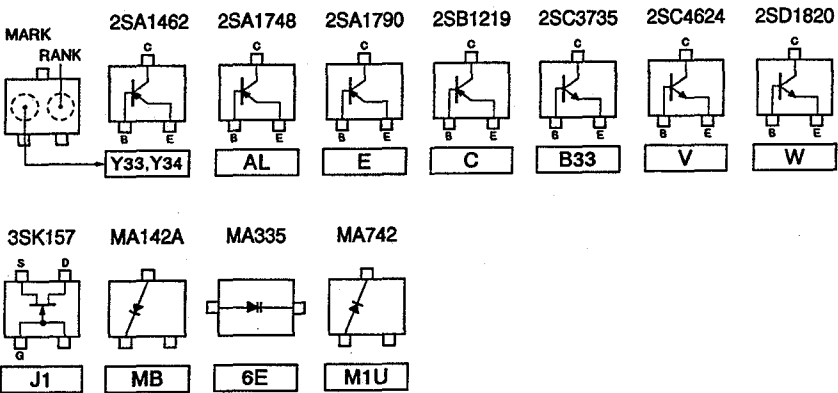 2SA1462 2SA1748 2SA1790 2SB1219 2SC3735 2SC4624 2SD1820
MARK
RANK
C C C C C C C
B E B E B E B E B E B E B E
Y33,Y34 AL E C B33 V W
3SK157 MA142A MA335 MA742
S D
G
J1 MB 6E M1U